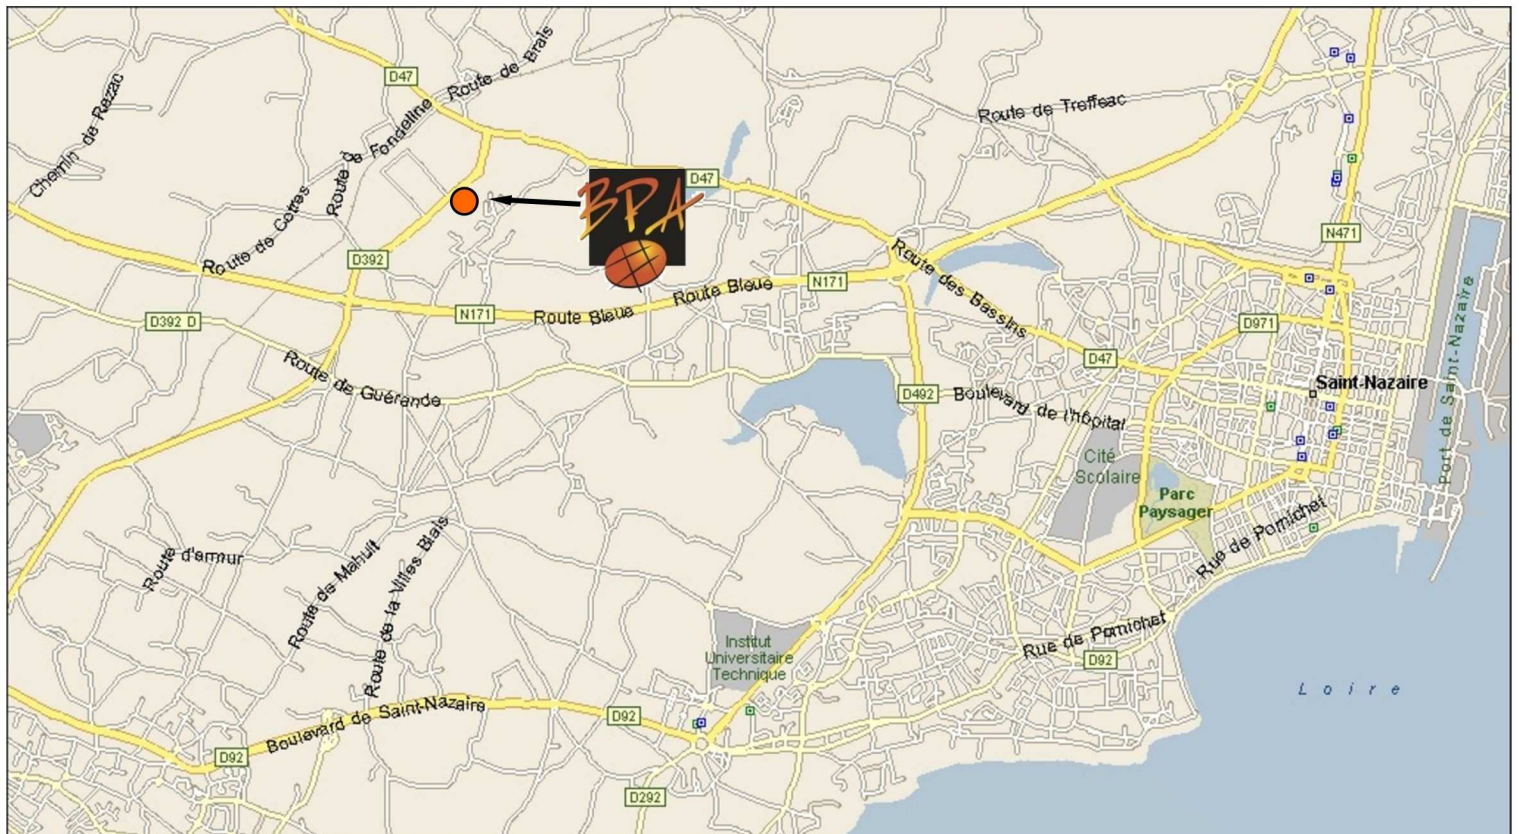 D47
Route de Brais
Chemin de Rezac
Route de Fondeline
Route de Treffeac
D47
BPA
Route de Cottres
N471
D392
Route des Bassins
N171
Route Bleue
Route Bleue
N171
D392 D
D971
Port de Saint-Nazaire
Route de Guérande
D47
Saint-Nazaire
D492
Boulevard de l'hôpital
Cité
Scolaire
Parc
Paysager
Rue de Pornichet
Route d'ermur
Route de Mahuit
Route de la Villes Blais
Institut
Universitaire
Technique
Rue de Pornichet
D92
Loire
Boulevard de Saint-Nazaire
D92
D92
D292